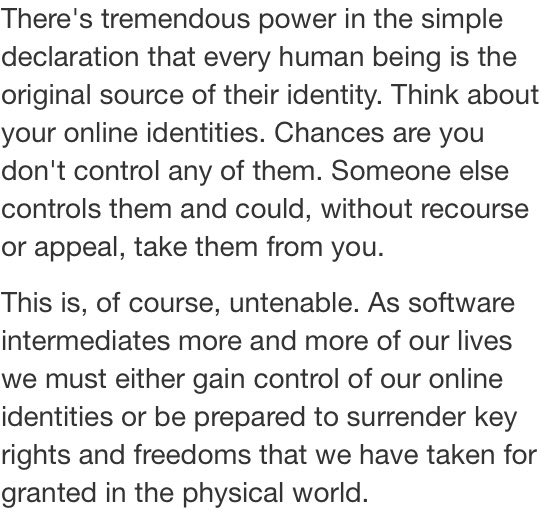 There's tremendous power in the simple
declaration that every human being is the
original source of their identity. Think about
your online identities. Chances are you
don't control any of them. Someone else
controls them and could, without recourse
or appeal, take them from you.
This is, of course, untenable. As software
intermediates more and more of our lives
we must either gain control of our online
identities or be prepared to surrender key
rights and freedoms that we have taken for
granted in the physical world.